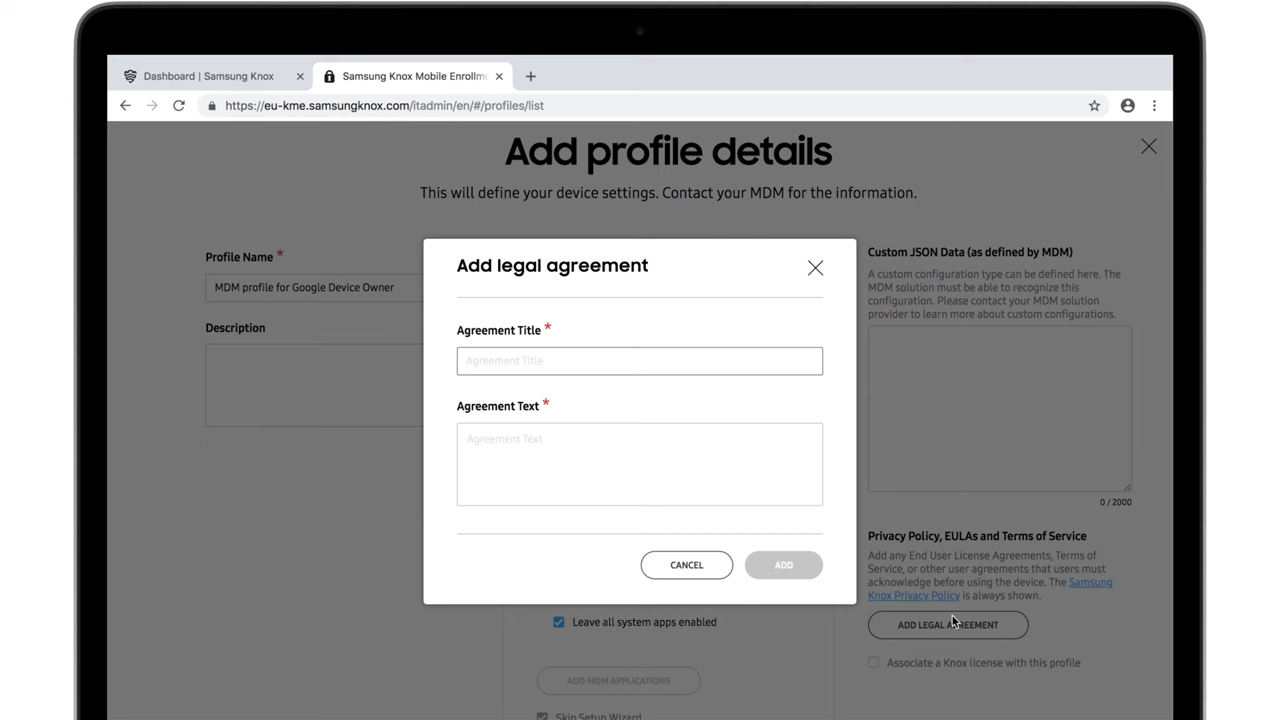 Dashboard | Samsung Knox
Samsung Knox Mobile Enrollm
https://eu-kme.samsungknox.com/itadmin/en/#/profiles/list
Add profile details
This will define your device settings. Contact your MDM for the information.
Profile Name *
MDM profile for Google Device Owner
Description
Add legal agreement
Agreement Title *
Agreement Title
Agreement Text *
Agreement Text
CANCEL
ADD
Leave all system apps enabled
ADD MDM APPLICATIONS
Skip Setup Wizard
Custom JSON Data (as defined by MDM)
A custom configuration type can be defined here. The
MDM solution must be able to recognize this
configuration. Please contact your MDM solution
provider to learn more about custom configurations.
0 / 2000
Privacy Policy, EULAs and Terms of Service
Add any End User License Agreements, Terms of
Service, or other user agreements that users must
acknowledge before using the device. The Samsung
Knox Privacy Policy is always shown.
ADD LEGAL AGREEMENT
Associate a Knox license with this profile